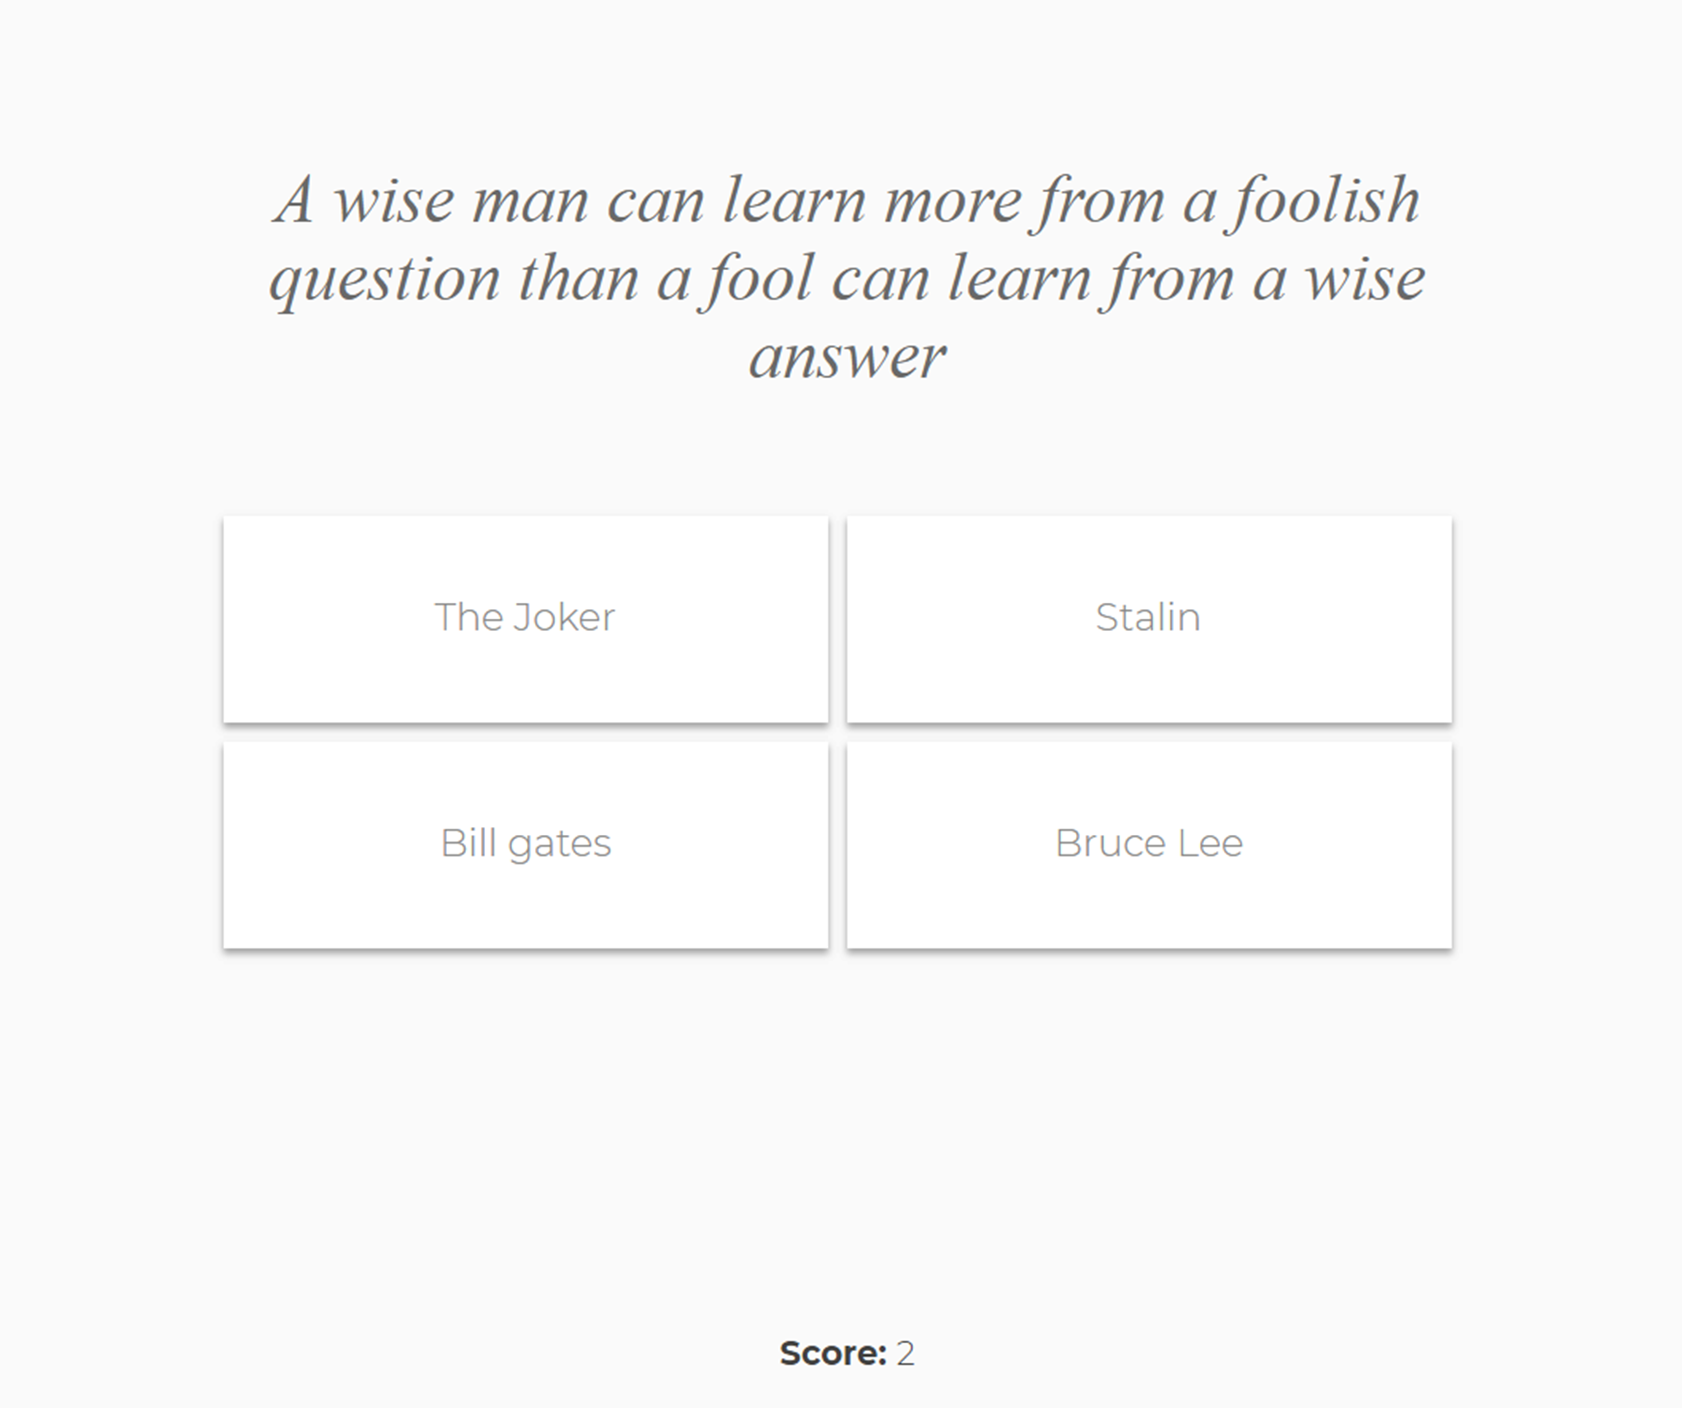 A wise man can learn more from a foolish
question than a fool can learn from a wise
answer
The Joker
Stalin
Bill gates
Bruce Lee
Score: 2